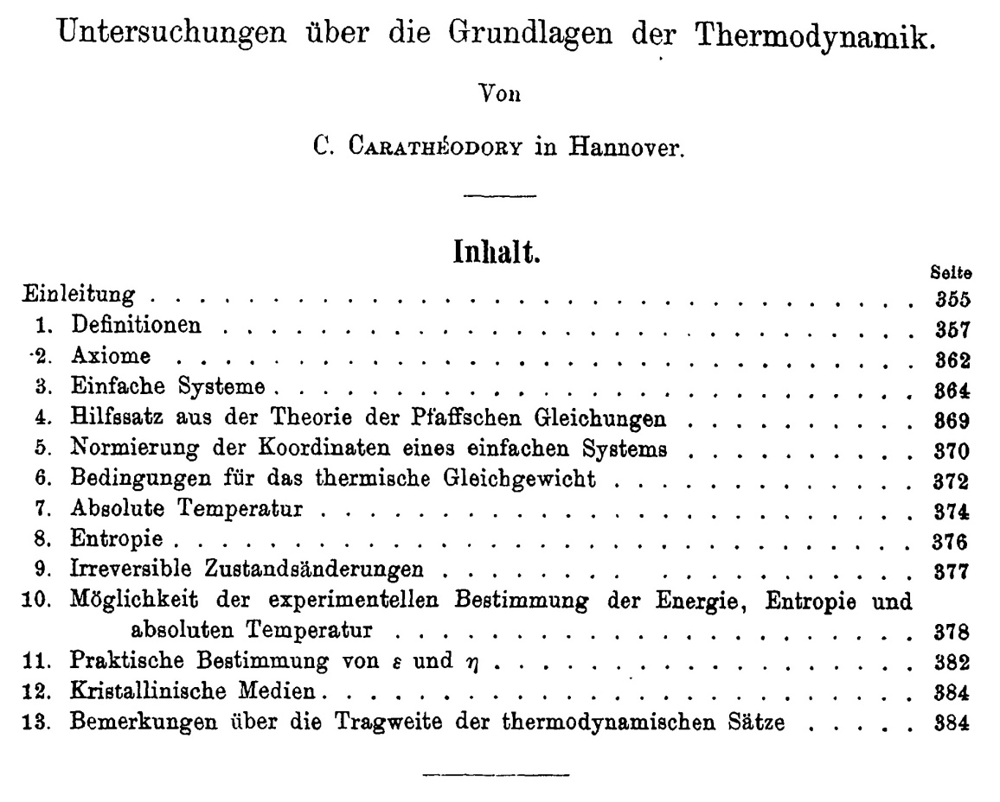 Untersuchungen über die Grundlagen der Thermodynamik.
Von
C. CARATHÉODORY in Hannover.
Inhalt.
Seite
Einleitung . . . . . . . . . . . . . . . . . . . . . . . . . . . . . . . . 355
1. Definitionen . . . . . . . . . . . . . . . . . . . . . . . . . . . . . 357
2. Axiome . . . . . . . . . . . . . . . . . . . . . . . . . . . . . . . 362
3. Einfache Systeme . . . . . . . . . . . . . . . . . . . . . . . . . . . 364
4. Hilfssatz aus der Theorie der Pfaffschen Gleichungen . . . . . . . . . . 369
5. Normierung der Koordinaten eines einfachen Systems . . . . . . . . . . 370
6. Bedingungen für das thermische Gleichgewicht . . . . . . . . . . . . . 372
7. Absolute Temperatur . . . . . . . . . . . . . . . . . . . . . . . . . 374
8. Entropie . . . . . . . . . . . . . . . . . . . . . . . . . . . . . . . 376
9. Irreversible Zustandsänderungen . . . . . . . . . . . . . . . . . . . 377
10. Möglichkeit der experimentellen Bestimmung der Energie, Entropie und
absoluten Temperatur . . . . . . . . . . . . . . . . . . . . . . 378
11. Praktische Bestimmung von ε und η . . . . . . . . . . . . . . . . . . 382
12. Kristallinische Medien . . . . . . . . . . . . . . . . . . . . . . . . . 384
13. Bemerkungen über die Tragweite der thermodynamischen Sätze . . . . . 384